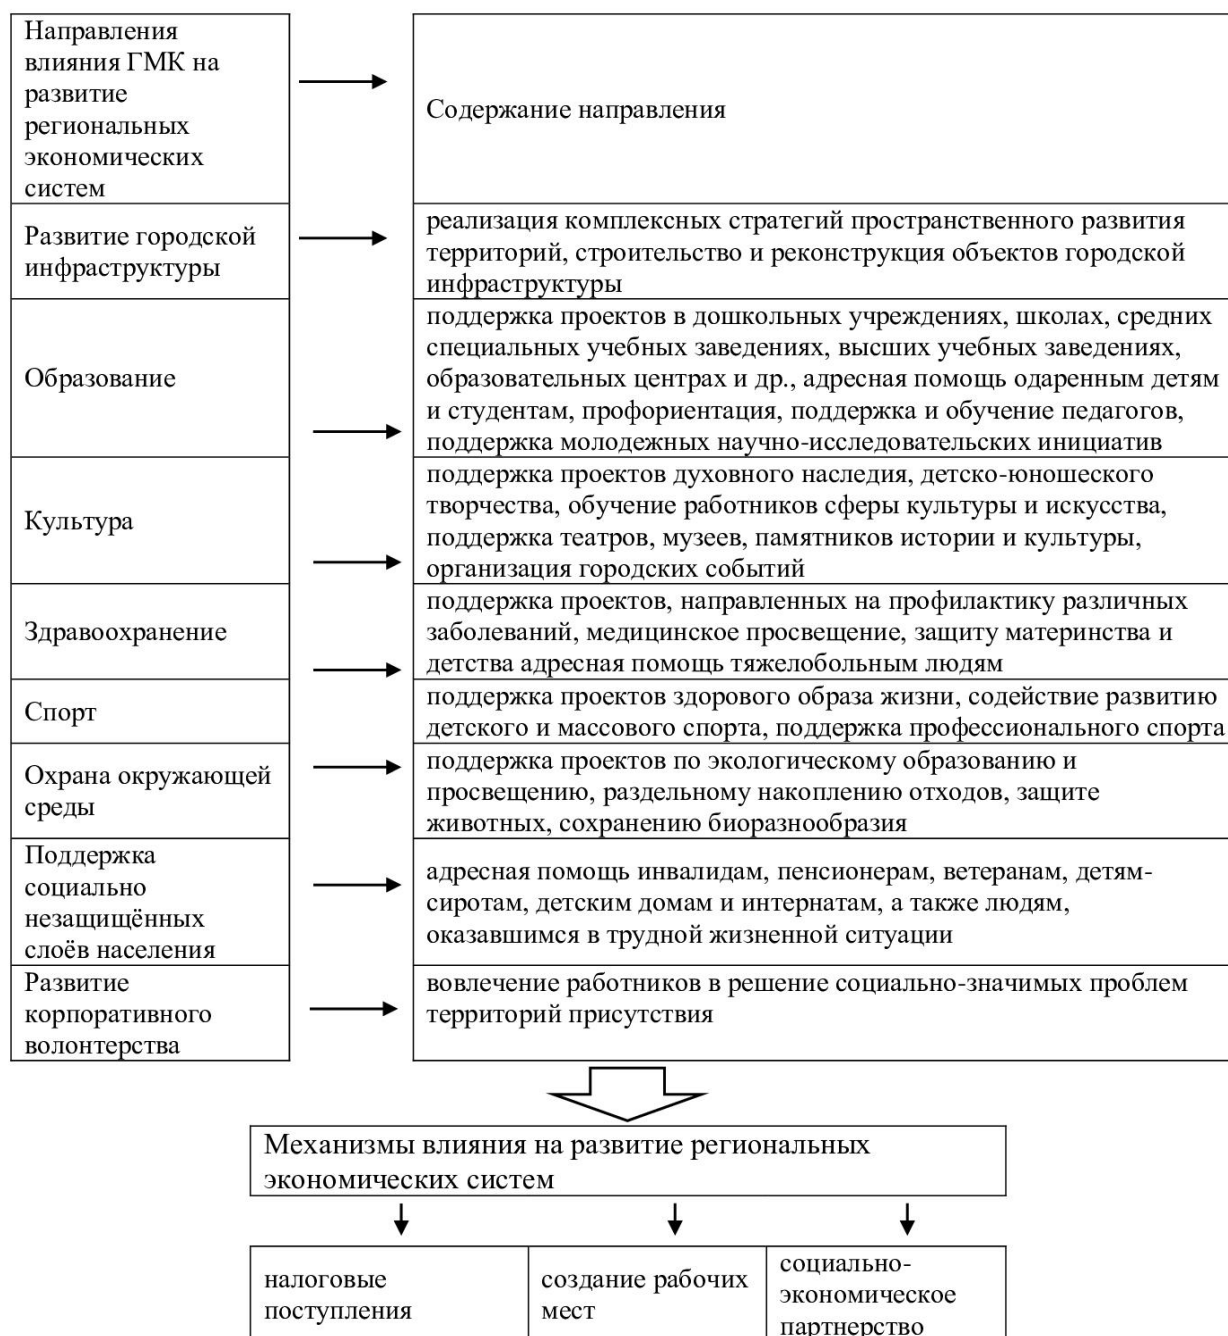 Направления
влияния ГМК на
развитие
региональных
экономических
систем
Содержание направления
Развитие городской
инфраструктуры
реализация комплексных стратегий пространственного развития
территорий, строительство и реконструкция объектов городской
инфраструктуры
Образование
поддержка проектов в дошкольных учреждениях, школах, средних
специальных учебных заведениях, высших учебных заведениях,
образовательных центрах и др., адресная помощь одаренным детям
и студентам, профориентация, поддержка и обучение педагогов,
поддержка молодежных научно-исследовательских инициатив
Культура
поддержка проектов духовного наследия, детско-юношеского
творчества, обучение работников сферы культуры и искусства,
поддержка театров, музеев, памятников истории и культуры,
организация городских событий
Здравоохранение
поддержка проектов, направленных на профилактику различных
заболеваний, медицинское просвещение, защиту материнства и
детства адресная помощь тяжелобольным людям
Спорт
поддержка проектов здорового образа жизни, содействие развитию
детского и массового спорта, поддержка профессионального спорта
Охрана окружающей
среды
поддержка проектов по экологическому образованию и
просвещению, раздельному накоплению отходов, защите
животных, сохранению биоразнообразия
Поддержка
социально
незащищённых
слоёв населения
адресная помощь инвалидам, пенсионерам, ветеранам, детям-
сиротам, детским домам и интернатам, а также людям,
оказавшимся в трудной жизненной ситуации
Развитие
корпоративного
волонтерства
вовлечение работников в решение социально-значимых проблем
территорий присутствия
Механизмы влияния на развитие региональных
экономических систем
налоговые
поступления
создание рабочих
мест
социально-
экономическое
партнерство